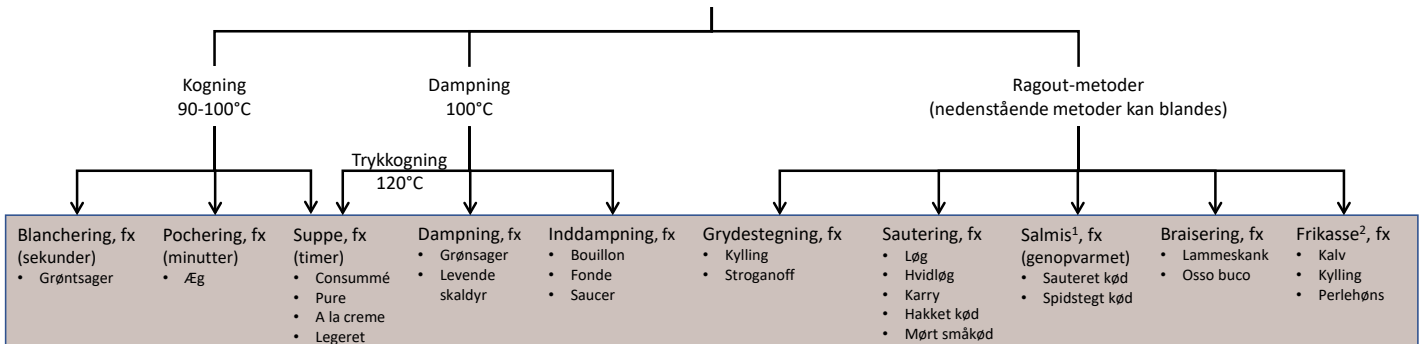 Kogning
90-100°C
Dampning
100°C
Ragout-metoder
(nedenstående metoder kan blandes)
Trykkogning
120°C
Blanchering, fx
(sekunder)
• Grøntsager
Pochering, fx
(minutter)
• Æg
Suppe, fx
(timer)
• Consummé
• Pure
• A la creme
• Legeret
Dampning, fx
• Grønsager
• Levende
skaldyr
Inddampning, fx
• Bouillon
• Fonde
• Saucer
Grydestegning, fx
• Kylling
• Stroganoff
Sautering, fx
• Løg
• Hvidløg
• Karry
• Hakket kød
• Mørt småkød
Salmis¹, fx
(genopvarmet)
• Sauteret kød
• Spidstegt kød
Braisering, fx
• Lammeskank
• Osso buco
Frikasse², fx
• Kalv
• Kylling
• Perlehøns